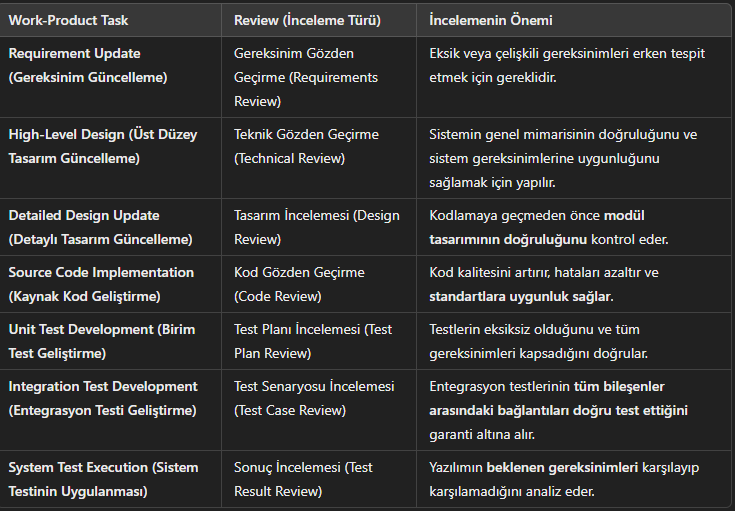 Work-Product Task
Review (İnceleme Türü)
İncelemenin Önemi
Requirement Update
(Gereksinim Güncelleme)
Gereksinim Gözden
Geçirme (Requirements
Review)
Eksik veya çelişkili gereksinimleri erken tespit
etmek için gereklidir.
High-Level Design (Üst Düzey
Tasarım Güncelleme)
Teknik Gözden Geçirme
(Technical Review)
Sistemin genel mimarisinin doğruluğunu ve
sistem gereksinimlerine uygunluğunu
sağlamak için yapılır.
Detailed Design Update
(Detaylı Tasarım Güncelleme)
Tasarım İncelemesi (Design
Review)
Kodlamaya geçmeden önce modül
tasarımının doğruluğunu kontrol eder.
Source Code Implementation
(Kaynak Kod Geliştirme)
Kod Gözden Geçirme
(Code Review)
Kod kalitesini artırır, hataları azaltır ve
standartlara uygunluk sağlar.
Unit Test Development (Birim
Test Geliştirme)
Test Planı İncelemesi (Test
Plan Review)
Testlerin eksiksiz olduğunu ve tüm
gereksinimleri kapsadığını doğrular.
Integration Test Development
(Entegrasyon Testi Geliştirme)
Test Senaryosu İncelemesi
(Test Case Review)
Entegrasyon testlerinin tüm bileşenler
arasındaki bağlantıları doğru test ettiğini
garanti altına alır.
System Test Execution (Sistem
Testinin Uygulanması)
Sonuç İncelemesi (Test
Result Review)
Yazılımın beklenen gereksinimleri karşılayıp
karşılamadığını analiz eder.